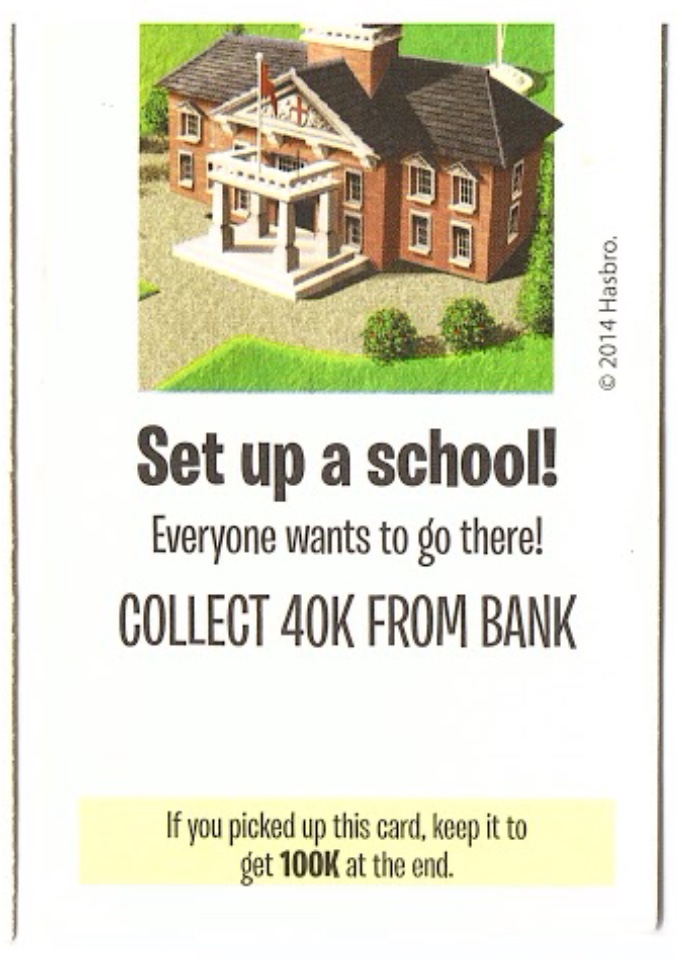 © 2014 Hasbro.
Set up a school!
Everyone wants to go there!
COLLECT 40K FROM BANK
If you picked up this card, keep it to
get 100K at the end.